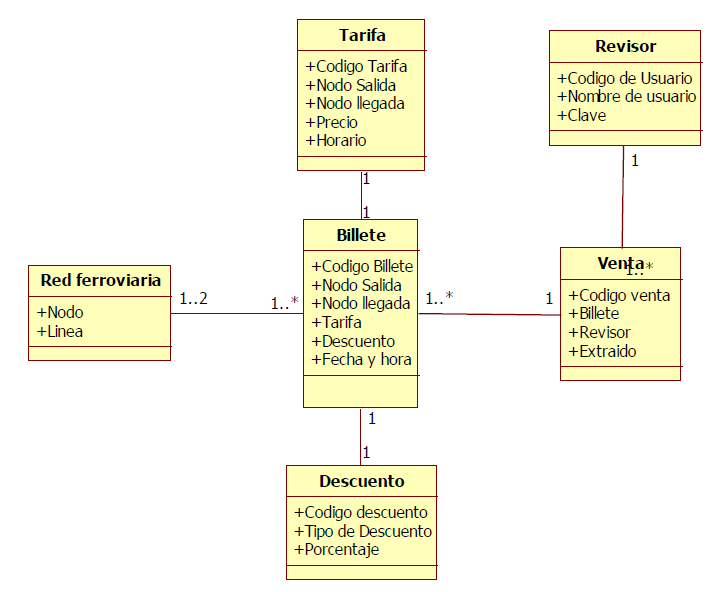 Tarifa
+Codigo Tarifa
+Nodo Salida
+Nodo llegada
+Precio
+Horario
Revisor
+Codigo de Usuario
+Nombre de usuario
+Clave
1
1
1
1..*
Billete
+Codigo Billete
+Nodo Salida
+Nodo llegada
+Tarifa
+Descuento
+Fecha y hora
Red ferroviaria
+Nodo
+Linea
1..2
1..*
1..*
1
Venta
+Codigo venta
+Billete
+Revisor
+Extraido
1
1
Descuento
+Codigo descuento
+Tipo de Descuento
+Porcentaje